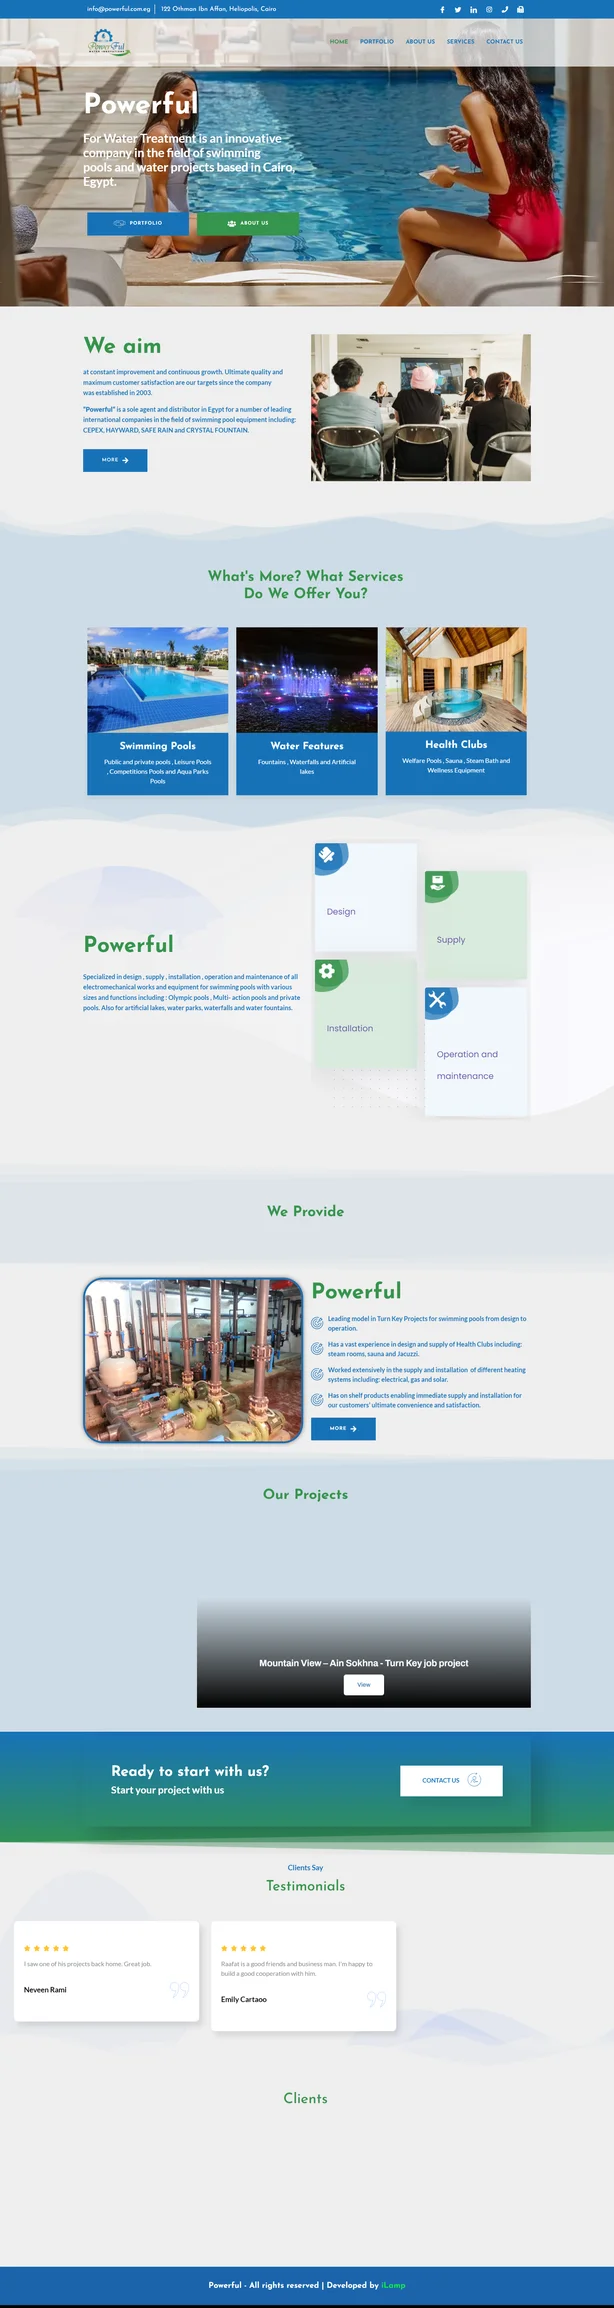 info@powerful.com.eg
122 Othman Ibn Affan, Heliopolis, Cairo
PowerFul
HOME
PORTFOLIO
ABOUT US
SERVICES
CONTACT US
Powerful
For Water Treatment is an innovative
company in the field of swimming
pools and water projects based in Cairo,
Egypt.
PORTFOLIO
ABOUT US
We aim
at constant improvement and continuous growth. Ultimate quality and
maximum customer satisfaction are our targets since the company
was established in 2003.
"Powerful" is a sole agent and distributor in Egypt for a number of leading
international companies in the field of swimming pool equipment including:
CEPEX, HAYWARD, SAFE RAIN and CRYSTAL FOUNTAIN.
MORE
What's More? What Services
Do We Offer You?
Swimming Pools
Public and private pools , Leisure Pools
, Competitions Pools and Aqua Parks
Pools
Water Features
Fountains , Waterfalls and Artificial
lakes
Health Clubs
Welfare Pools , Sauna , Steam Bath and
Wellness Equipment
Powerful
Specialized in design , supply , installation , operation and maintenance of all
electromechanical works and equipment for swimming pools with various
sizes and functions including : Olympic pools , Multi- action pools and private
pools. Also for artificial lakes, water parks, waterfalls and water fountains.
Design
Supply
Installation
Operation and
maintenance
We Provide
Powerful
Leading model in Turn Key Projects for swimming pools from design to
operation.
Has a vast experience in design and supply of Health Clubs including:
steam rooms, sauna and Jacuzzi.
Worked extensively in the supply and installation of different heating
systems including: electrical, gas and solar.
Has on shelf products enabling immediate supply and installation for
our customers' ultimate convenience and satisfaction.
MORE
Our Projects
Mountain View – Ain Sokhna - Turn Key job project
View
Ready to start with us?
Start your project with us
CONTACT US
Clients Say
Testimonials
I saw one of his projects back home. Great job.
Neveen Rami
Raafat is a good friends and business man. I'm happy to
build a good cooperation with him.
Emily Cartaoo
Clients
Powerful - All rights reserved | Developed by iLamp